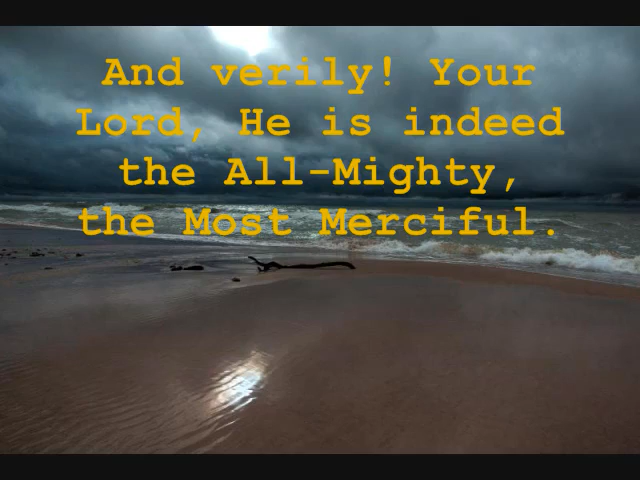 And verily! Your
Lord, He is indeed
the All-Mighty,
the Most Merciful.